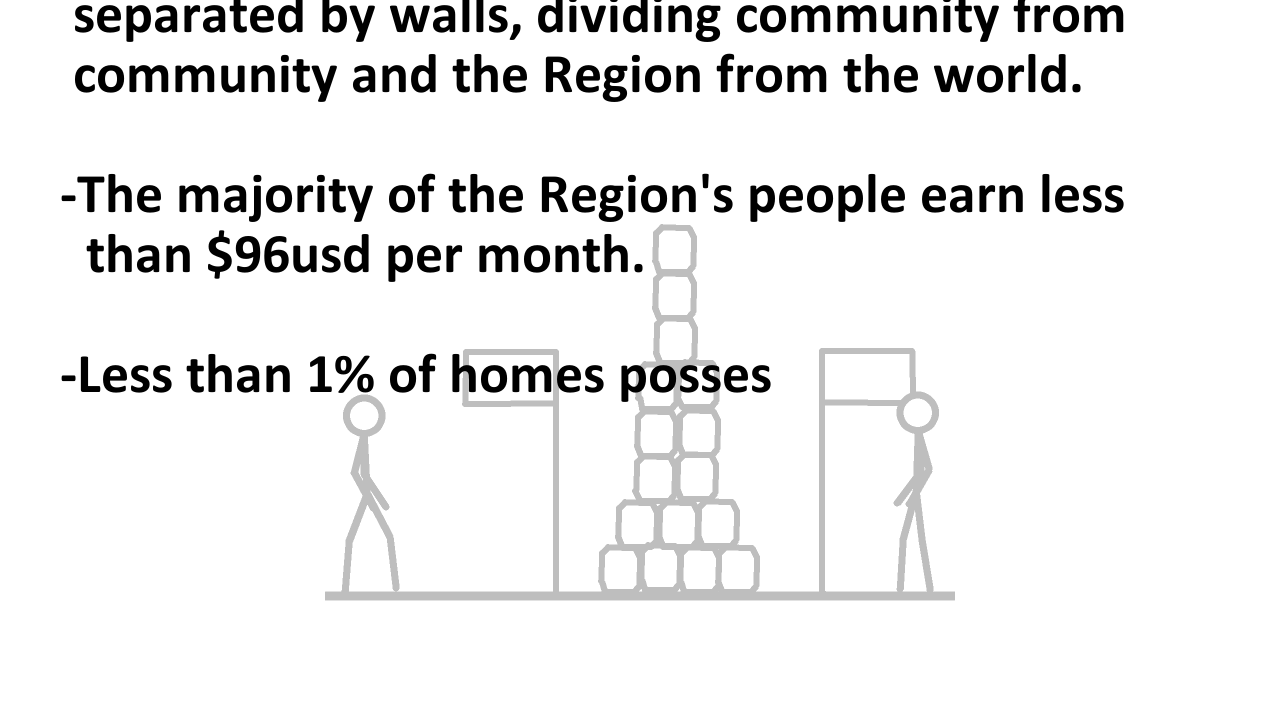 separated by walls, dividing community from
community and the Region from the world.
-The majority of the Region's people earn less
than $96usd per month.
-Less than 1% of homes posses